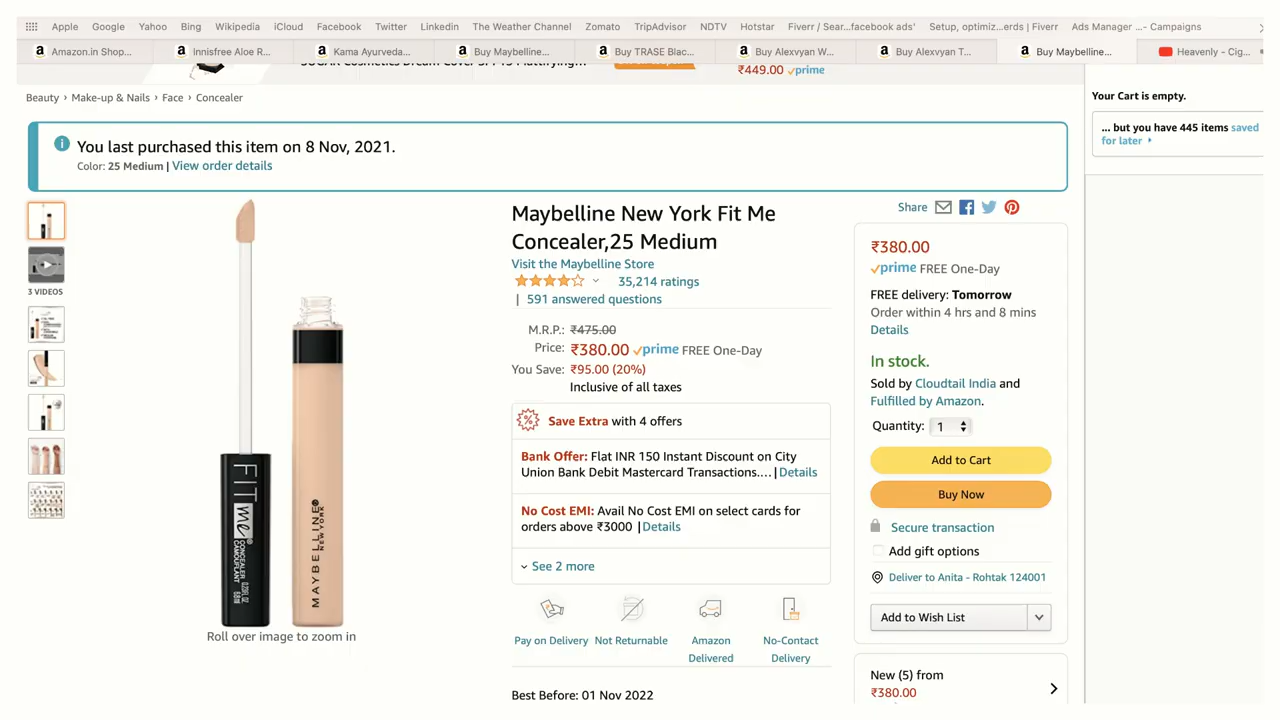 Apple Google Yahoo Bing Wikipedia iCloud Facebook Twitter Linkedin The Weather Channel Zomato TripAdvisor NDTV Hotstar Fiverr / Sear...facebook ads' Setup, optimiz...erds | Fiverr Ads Manager ... - Campaigns
Amazon.in Shop... Innisfree Aloe R... Kama Ayurveda... Buy Maybelline... Buy TRASE Blac... Buy Alexvyan W... Buy Alexvyan T... Buy Maybelline... Heavenly - Cig...
₹449.00 prime
Beauty › Make-up & Nails › Face › Concealer
Your Cart is empty.
... but you have 445 items saved
for later
You last purchased this item on 8 Nov, 2021.
Color: 25 Medium | View order details
3 VIDEOS
FIT
me®
CONCEALER
CAMOUFLANT
MAYBELLINE®
NEW YORK
Roll over image to zoom in
Maybelline New York Fit Me
Concealer,25 Medium
Visit the Maybelline Store
35,214 ratings
| 591 answered questions
M.R.P.: ₹475.00
Price: ₹380.00 prime FREE One-Day
You Save: ₹95.00 (20%)
Inclusive of all taxes
Save Extra with 4 offers
Bank Offer: Flat INR 150 Instant Discount on City
Union Bank Debit Mastercard Transactions.... | Details
No Cost EMI: Avail No Cost EMI on select cards for
orders above ₹3000 | Details
See 2 more
Pay on Delivery Not Returnable Amazon
Delivered No-Contact
Delivery
Best Before: 01 Nov 2022
Share
₹380.00
prime FREE One-Day
FREE delivery: Tomorrow
Order within 4 hrs and 8 mins
Details
In stock.
Sold by Cloudtail India and
Fulfilled by Amazon.
Quantity: 1
Add to Cart
Buy Now
Secure transaction
Add gift options
Deliver to Anita - Rohtak 124001
Add to Wish List
New (5) from
₹380.00